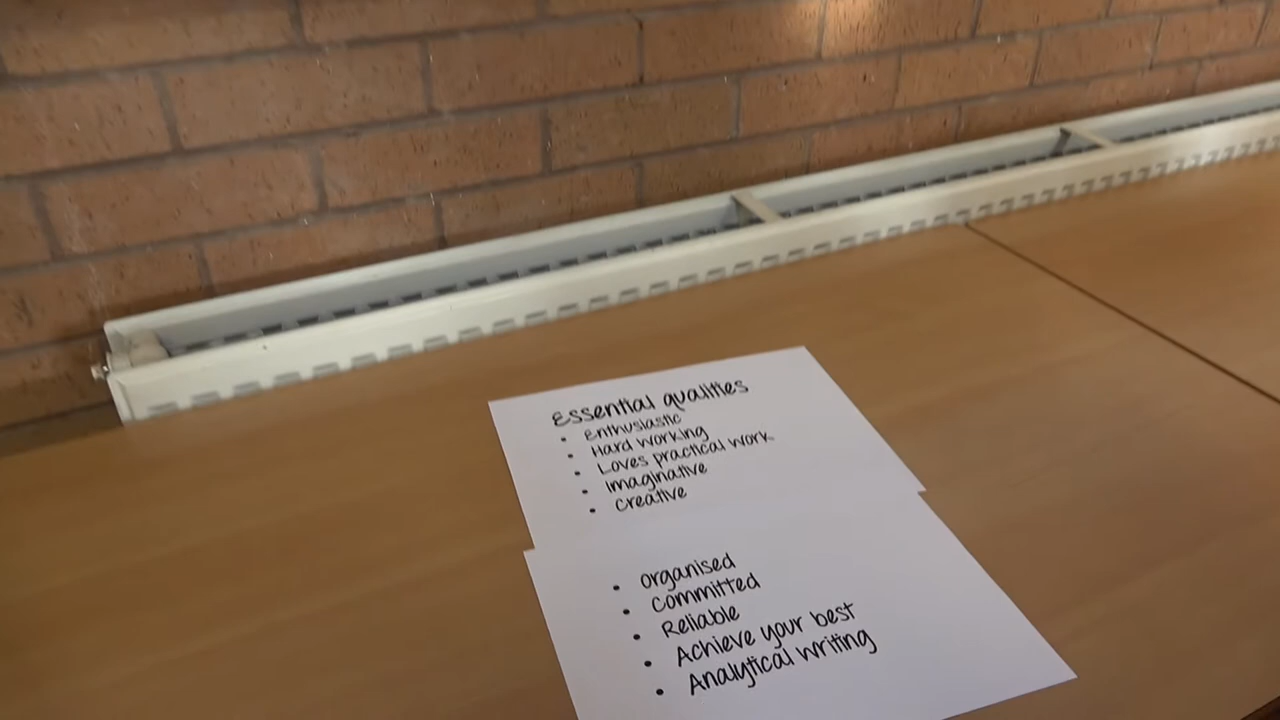 Essential qualities
• Enthusiastic
• Hard working
• Loves practical work
• Imaginative
• Creative
• Organised
• Committed
• Reliable
• Achieve your best
• Analytical writing